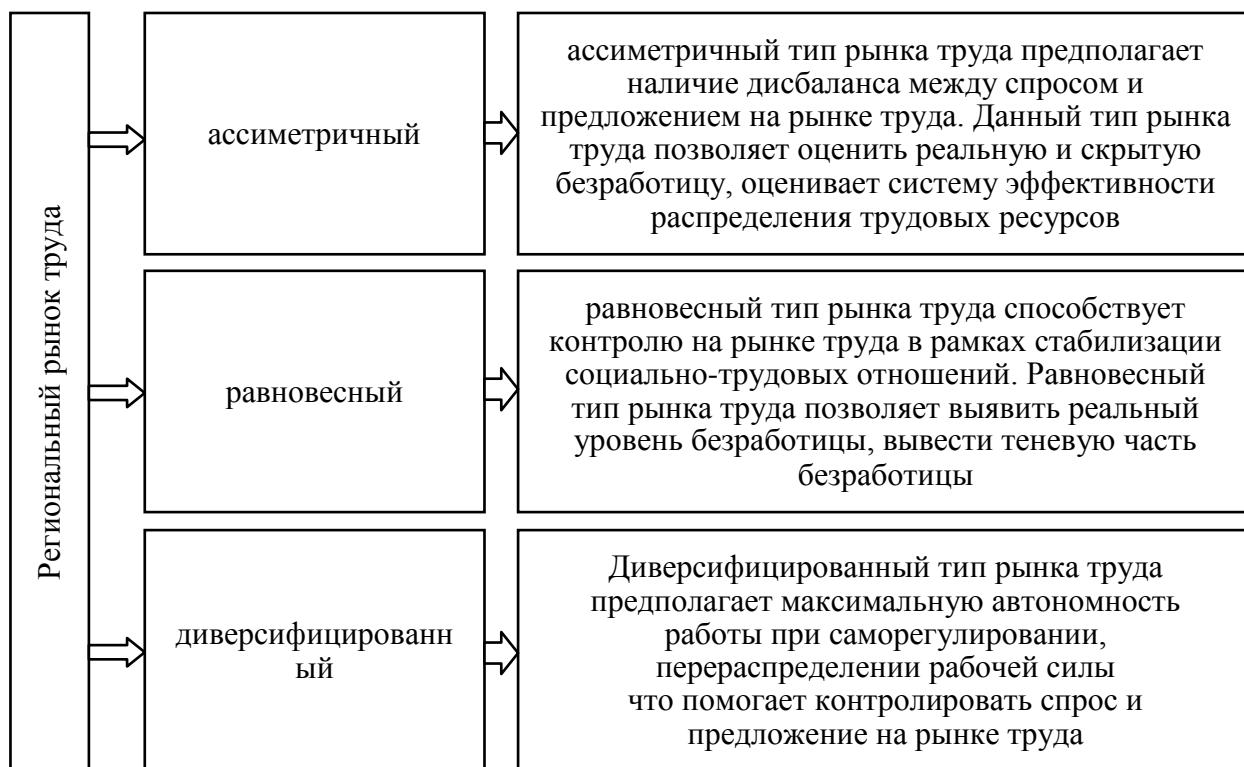 Региональный рынок труда
ассиметричный
ассиметричный тип рынка труда предполагает
наличие дисбаланса между спросом и
предложением на рынке труда. Данный тип рынка
труда позволяет оценить реальную и скрытую
безработицу, оценивает систему эффективности
распределения трудовых ресурсов
равновесный
равновесный тип рынка труда способствует
контролю на рынке труда в рамках стабилизации
социально-трудовых отношений. Равновесный
тип рынка труда позволяет выявить реальный
уровень безработицы, вывести теневую часть
безработицы
диверсифицированн
ый
Диверсифицированный тип рынка труда
предполагает максимальную автономность
работы при саморегулировании,
перераспределении рабочей силы
что помогает контролировать спрос и
предложение на рынке труда